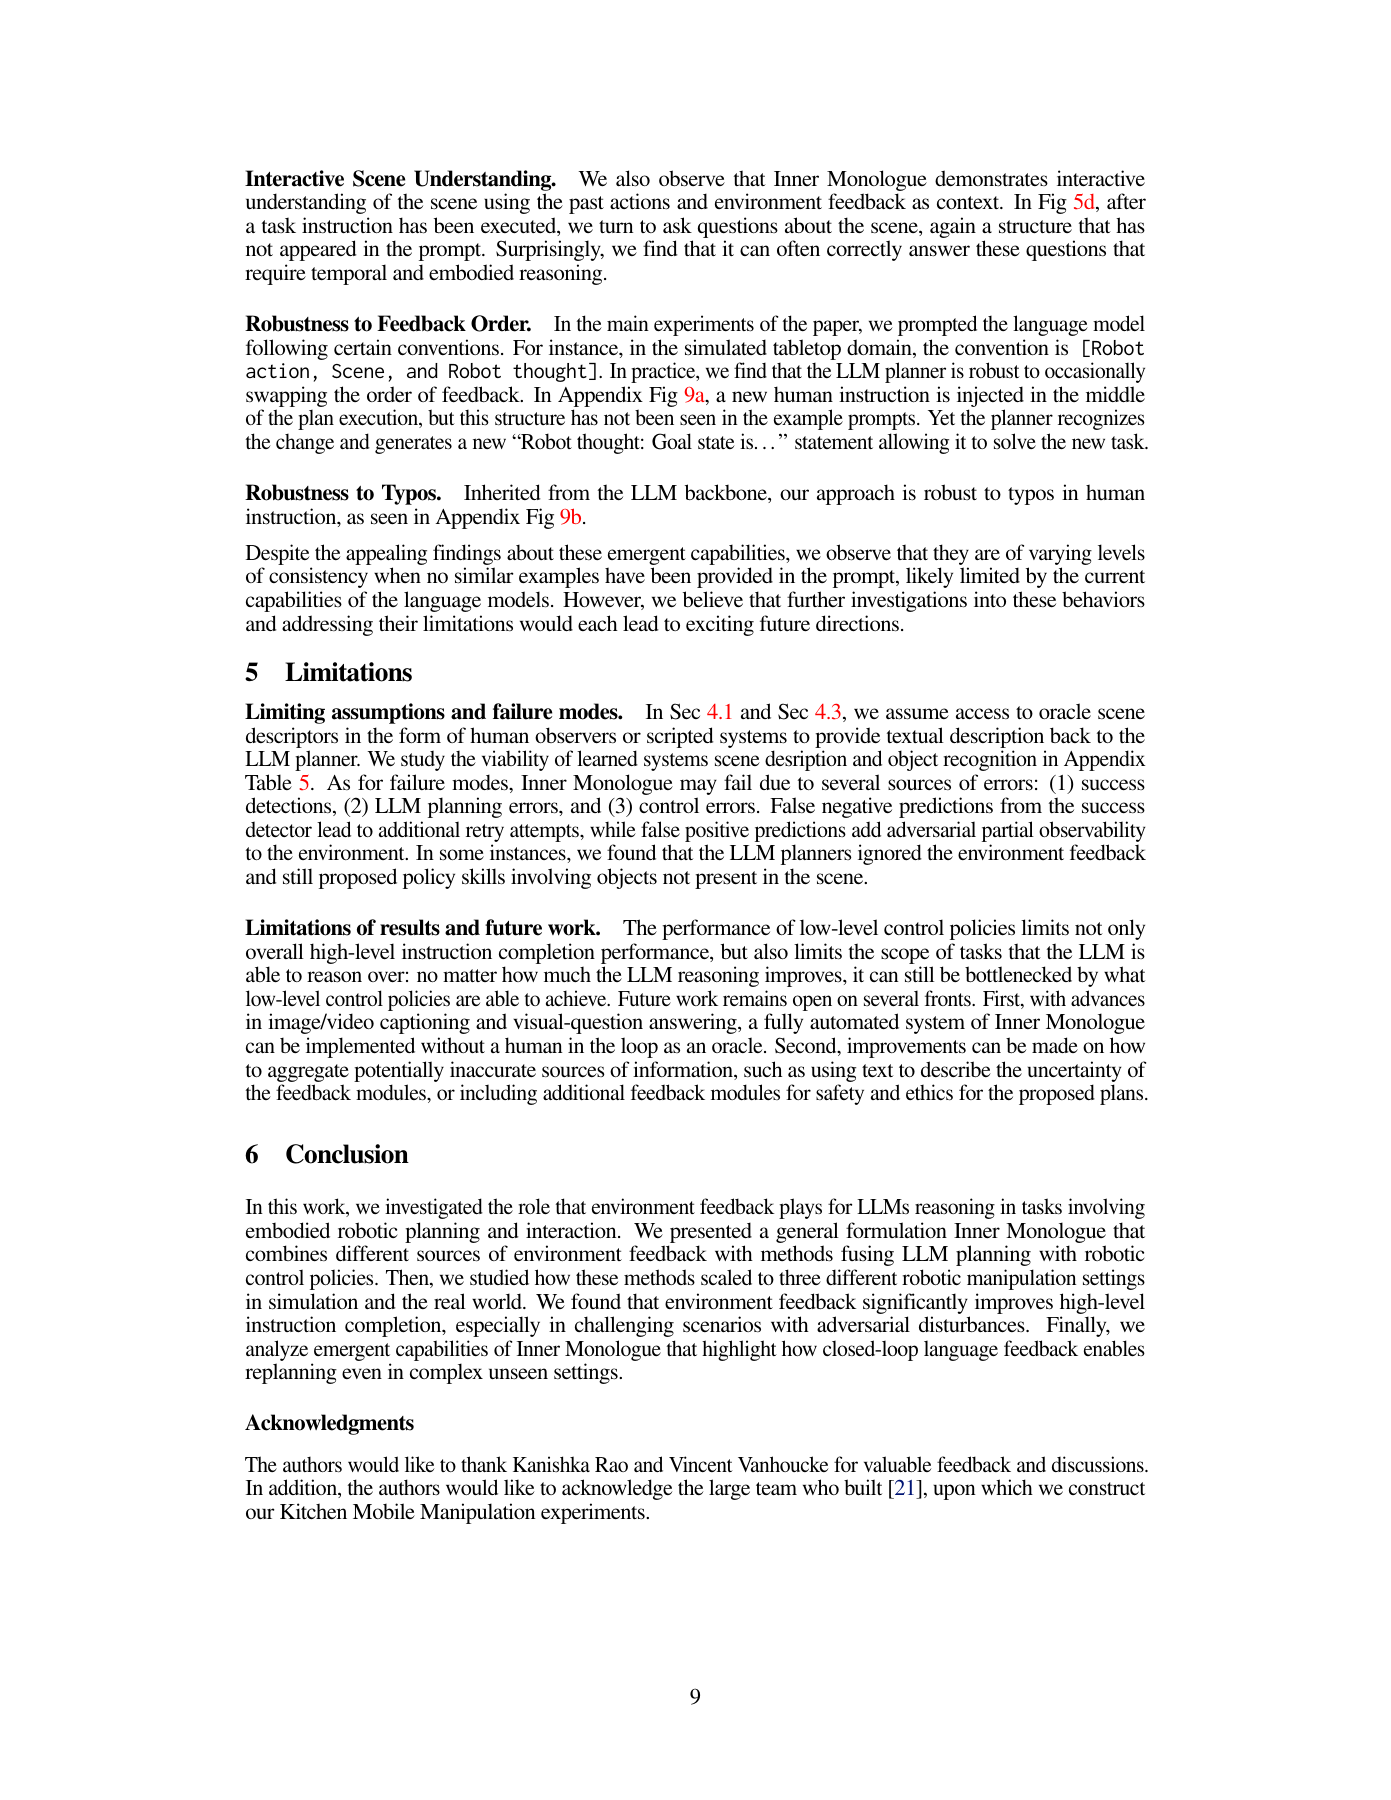 Interactive Scene Understanding. We also observe that Inner Monologue demonstrates interactive
understanding of the scene using the past actions and environment feedback as context. In Fig 5d, after
a task instruction has been executed, we turn to ask questions about the scene, again a structure that has
not appeared in the prompt. Surprisingly, we find that it can often correctly answer these questions that
require temporal and embodied reasoning.
Robustness to Feedback Order. In the main experiments of the paper, we prompted the language model
following certain conventions. For instance, in the simulated tabletop domain, the convention is [Robot
action, Scene, and Robot thought]. In practice, we find that the LLM planner is robust to occasionally
swapping the order of feedback. In Appendix Fig 9a, a new human instruction is injected in the middle
of the plan execution, but this structure has not been seen in the example prompts. Yet the planner recognizes
the change and generates a new “Robot thought: Goal state is...” statement allowing it to solve the new task.
Robustness to Typos. Inherited from the LLM backbone, our approach is robust to typos in human
instruction, as seen in Appendix Fig 9b.
Despite the appealing findings about these emergent capabilities, we observe that they are of varying levels
of consistency when no similar examples have been provided in the prompt, likely limited by the current
capabilities of the language models. However, we believe that further investigations into these behaviors
and addressing their limitations would each lead to exciting future directions.
5 Limitations
Limiting assumptions and failure modes. In Sec 4.1 and Sec 4.3, we assume access to oracle scene
descriptors in the form of human observers or scripted systems to provide textual description back to the
LLM planner. We study the viability of learned systems scene desription and object recognition in Appendix
Table 5. As for failure modes, Inner Monologue may fail due to several sources of errors: (1) success
detections, (2) LLM planning errors, and (3) control errors. False negative predictions from the success
detector lead to additional retry attempts, while false positive predictions add adversarial partial observability
to the environment. In some instances, we found that the LLM planners ignored the environment feedback
and still proposed policy skills involving objects not present in the scene.
Limitations of results and future work. The performance of low-level control policies limits not only
overall high-level instruction completion performance, but also limits the scope of tasks that the LLM is
able to reason over: no matter how much the LLM reasoning improves, it can still be bottlenecked by what
low-level control policies are able to achieve. Future work remains open on several fronts. First, with advances
in image/video captioning and visual-question answering, a fully automated system of Inner Monologue
can be implemented without a human in the loop as an oracle. Second, improvements can be made on how
to aggregate potentially inaccurate sources of information, such as using text to describe the uncertainty of
the feedback modules, or including additional feedback modules for safety and ethics for the proposed plans.
6 Conclusion
In this work, we investigated the role that environment feedback plays for LLMs reasoning in tasks involving
embodied robotic planning and interaction. We presented a general formulation Inner Monologue that
combines different sources of environment feedback with methods fusing LLM planning with robotic
control policies. Then, we studied how these methods scaled to three different robotic manipulation settings
in simulation and the real world. We found that environment feedback significantly improves high-level
instruction completion, especially in challenging scenarios with adversarial disturbances. Finally, we
analyze emergent capabilities of Inner Monologue that highlight how closed-loop language feedback enables
replanning even in complex unseen settings.
Acknowledgments
The authors would like to thank Kanishka Rao and Vincent Vanhoucke for valuable feedback and discussions.
In addition, the authors would like to acknowledge the large team who built [21], upon which we construct
our Kitchen Mobile Manipulation experiments.
9